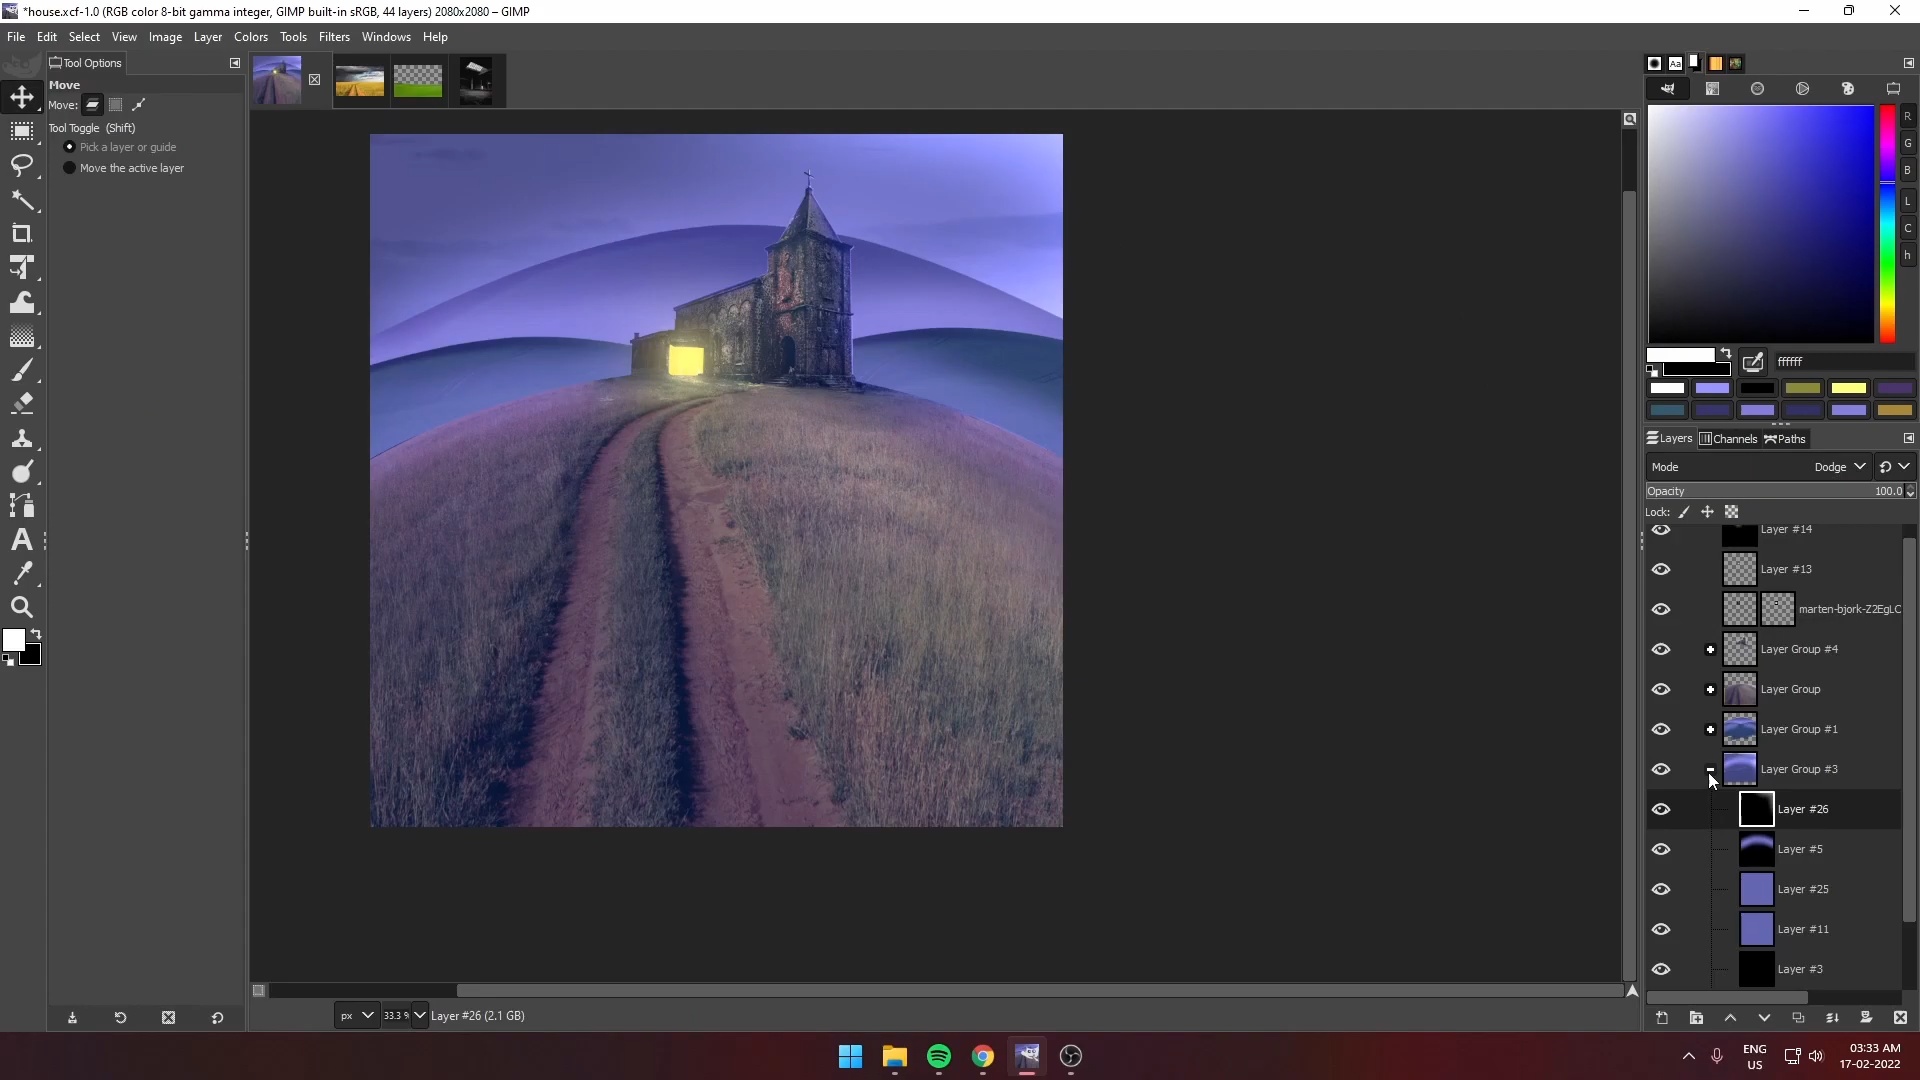 *house.xcf-1.0 (RGB color 8-bit gamma integer, GIMP built-in sRGB, 44 layers) 2080x2080 – GIMP
File Edit Select View Image Layer Colors Tools Filters Windows Help
Tool Options
Move
Move:
Tool Toggle (Shift)
Pick a layer or guide
Move the active layer
Aa
R
G
B
L
C
h
ffffff
Layers Channels Paths
Mode Dodge
Opacity 100.0
Lock:
Layer #14
Layer #13
marten-bjork-Z2EgLC
Layer Group #4
Layer Group
Layer Group #1
Layer Group #3
Layer #26
Layer #5
Layer #25
Layer #11
Layer #3
px 33.3 % Layer #26 (2.1 GB)
ENG
US
03:33 AM
17-02-2022